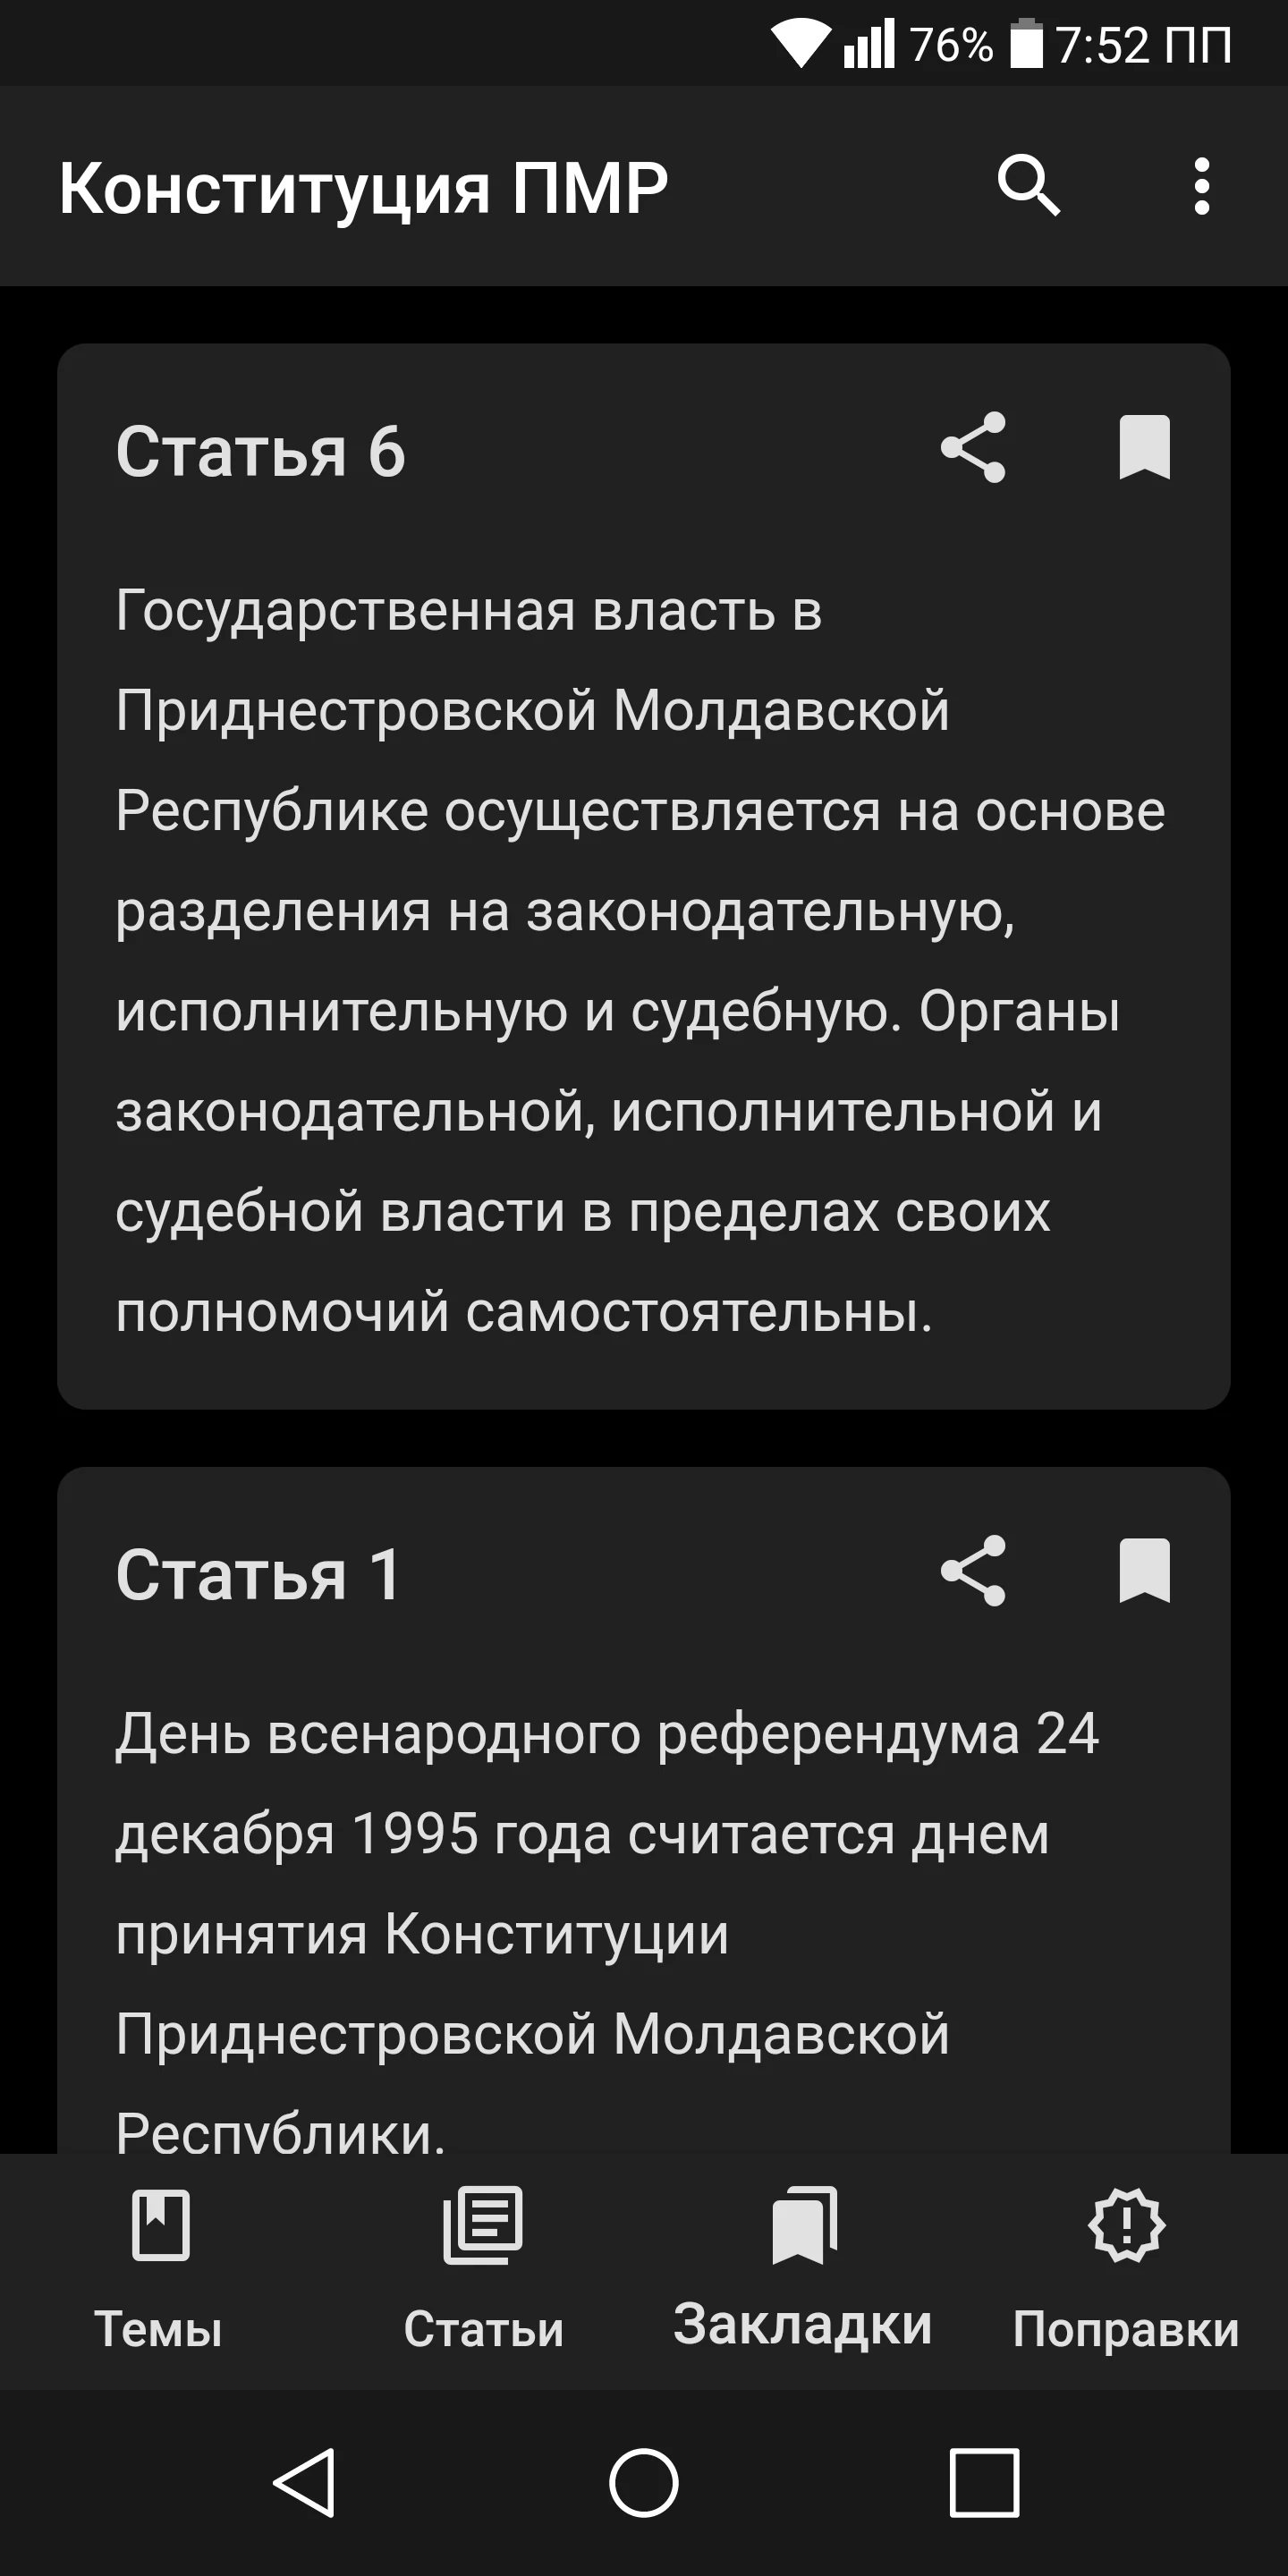 76% 7:52 ПП
Конституция ПМР
Статья 6
Государственная власть в
Приднестровской Молдавской
Республике осуществляется на основе
разделения на законодательную,
исполнительную и судебную. Органы
законодательной, исполнительной и
судебной власти в пределах своих
полномочий самостоятельны.
Статья 1
День всенародного референдума 24
декабря 1995 года считается днем
принятия Конституции
Приднестровской Молдавской
Республики.
Темы
Статьи
Закладки
Поправки